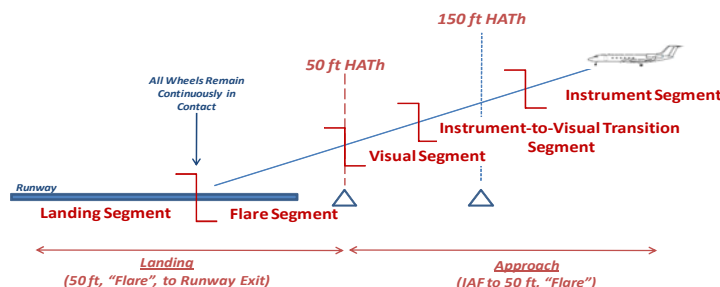 150 ft HATh
50 ft HATh
All Wheels Remain
Continuously in
Contact
Instrument Segment
Instrument-to-Visual Transition
Segment
Visual Segment
Runway
Landing Segment
Flare Segment
Landing
(50 ft, “Flare”, to Runway Exit)
Approach
(IAF to 50 ft. “Flare”)